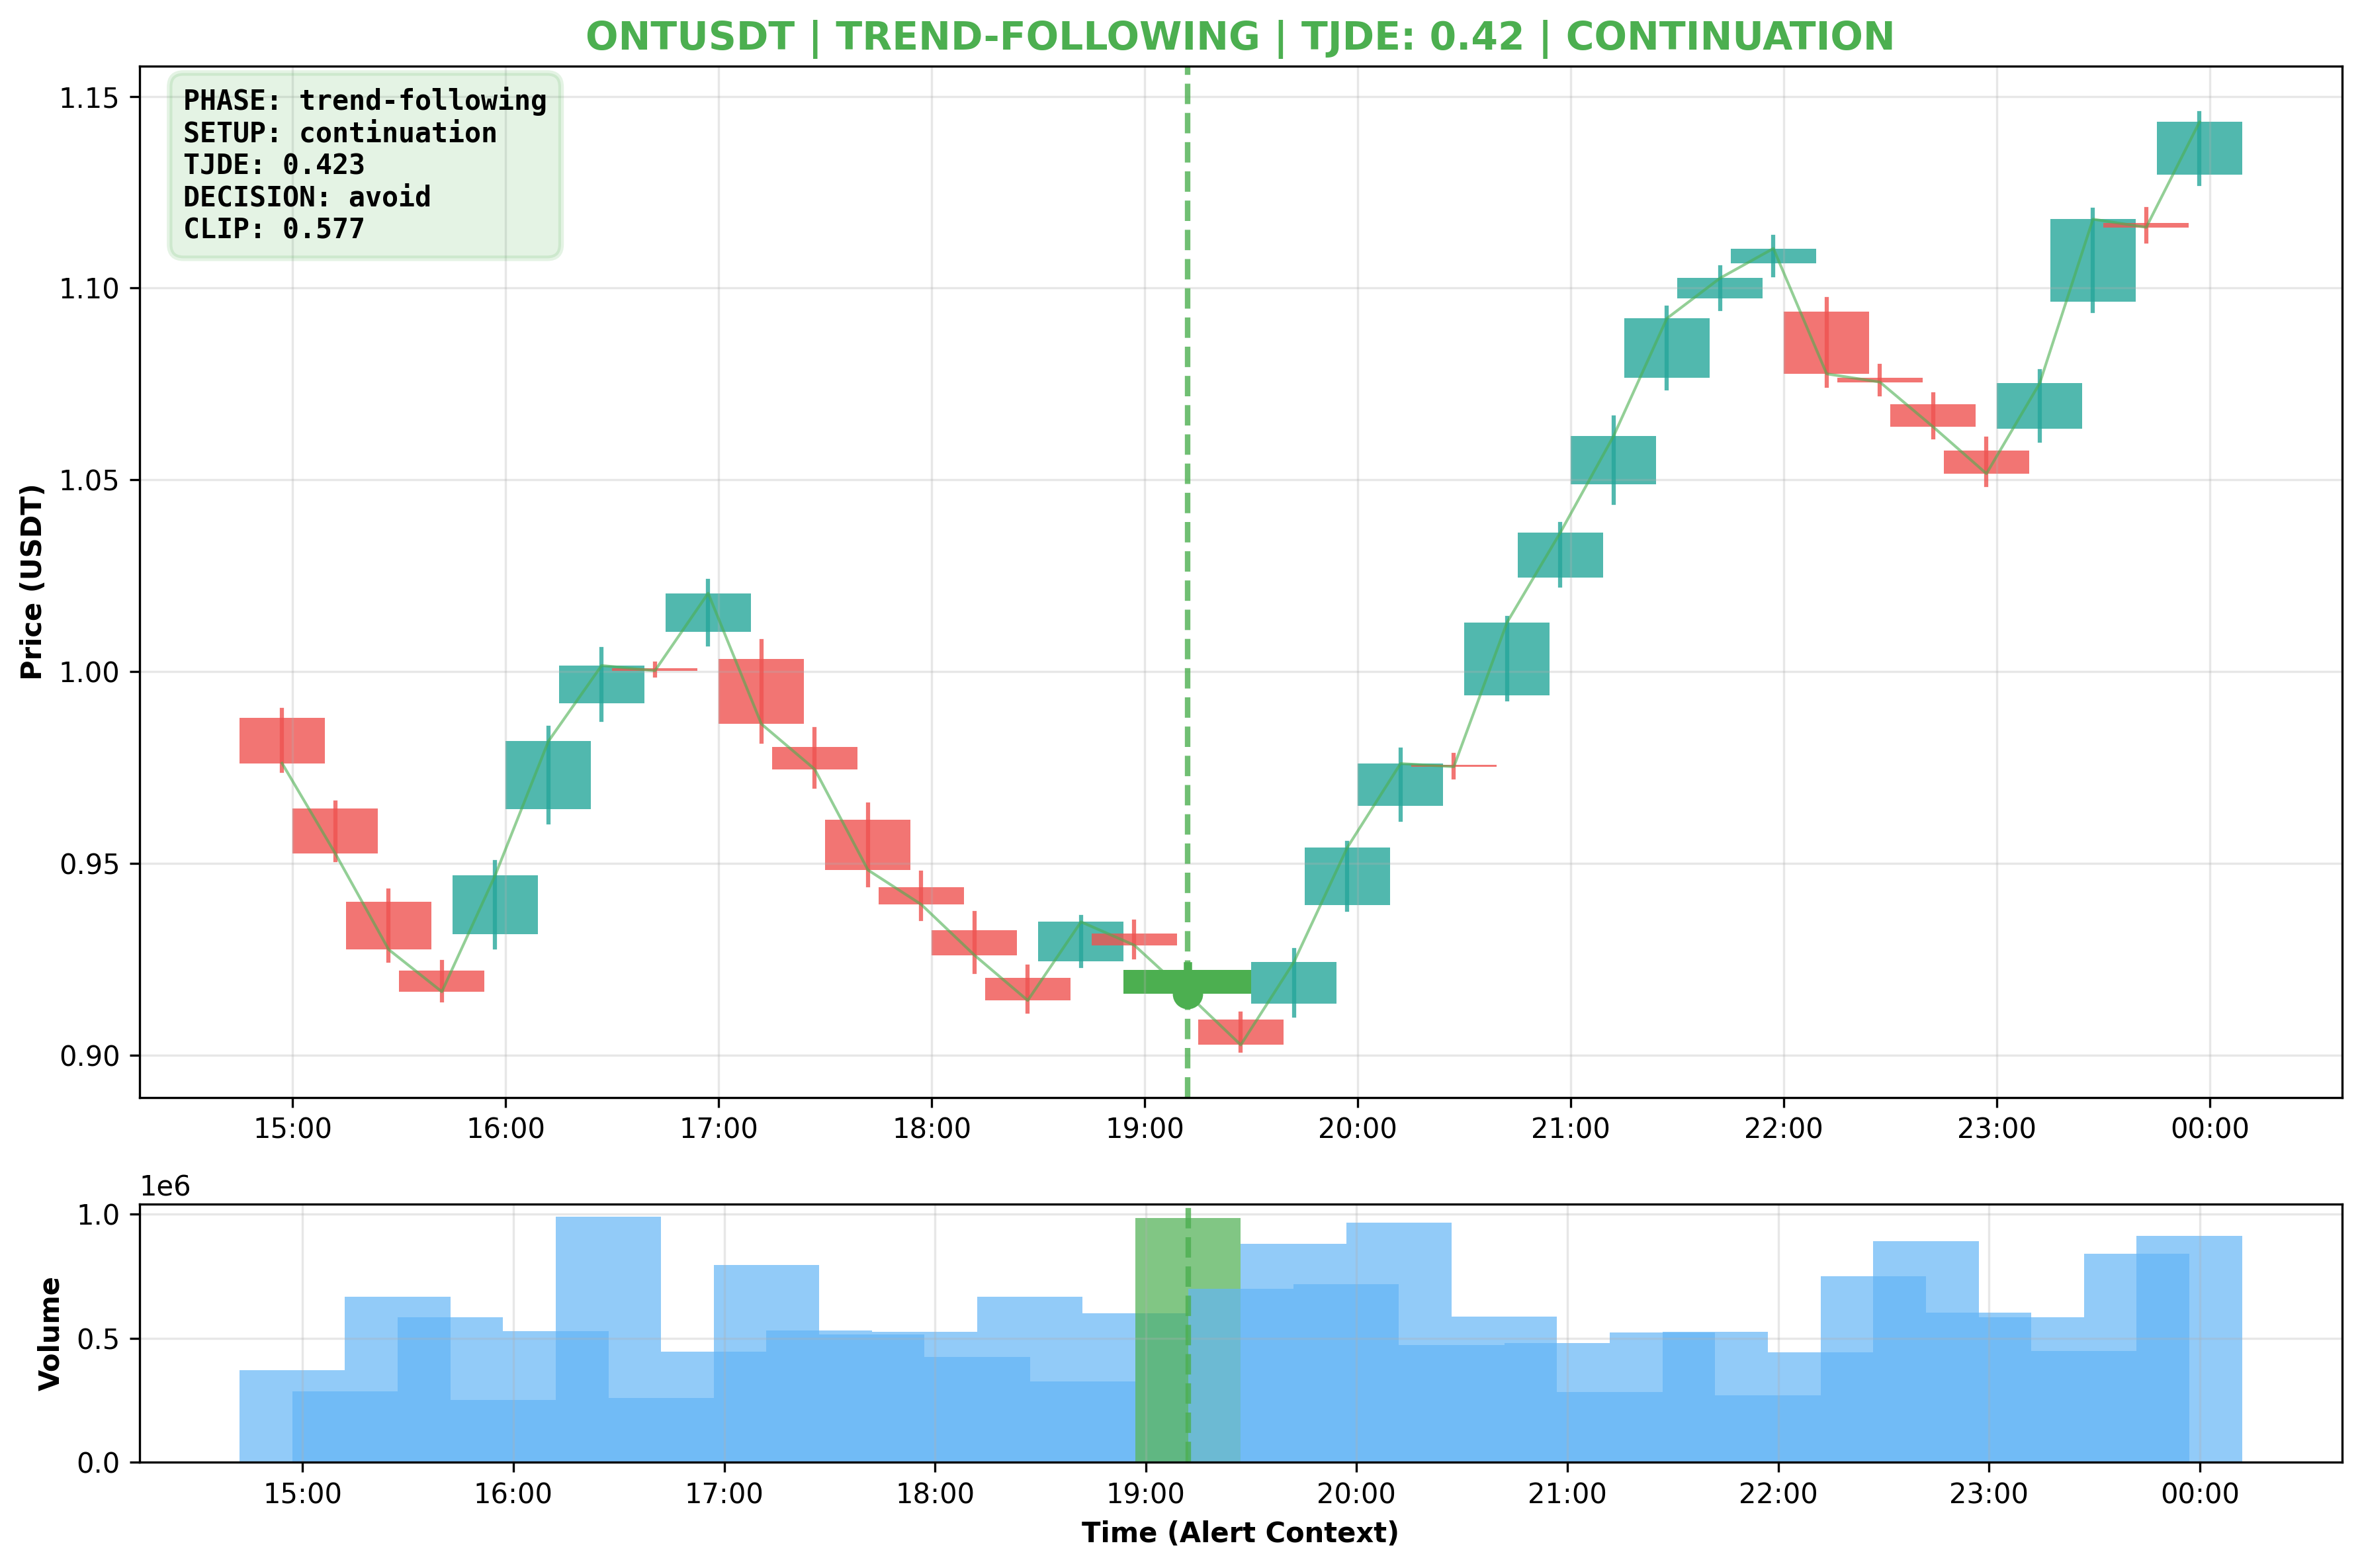 ONTUSDT | TREND-FOLLOWING | TJDE: 0.42 | CONTINUATION
PHASE: trend-following
SETUP: continuation
TJDE: 0.423
DECISION: avoid
CLIP: 0.577
Price (USDT)
1.15
1.10
1.05
1.00
0.95
0.90
15:00 16:00 17:00 18:00 19:00 20:00 21:00 22:00 23:00 00:00
1e6
Volume
1.0
0.5
0.0
15:00 16:00 17:00 18:00 19:00 20:00 21:00 22:00 23:00 00:00
Time (Alert Context)